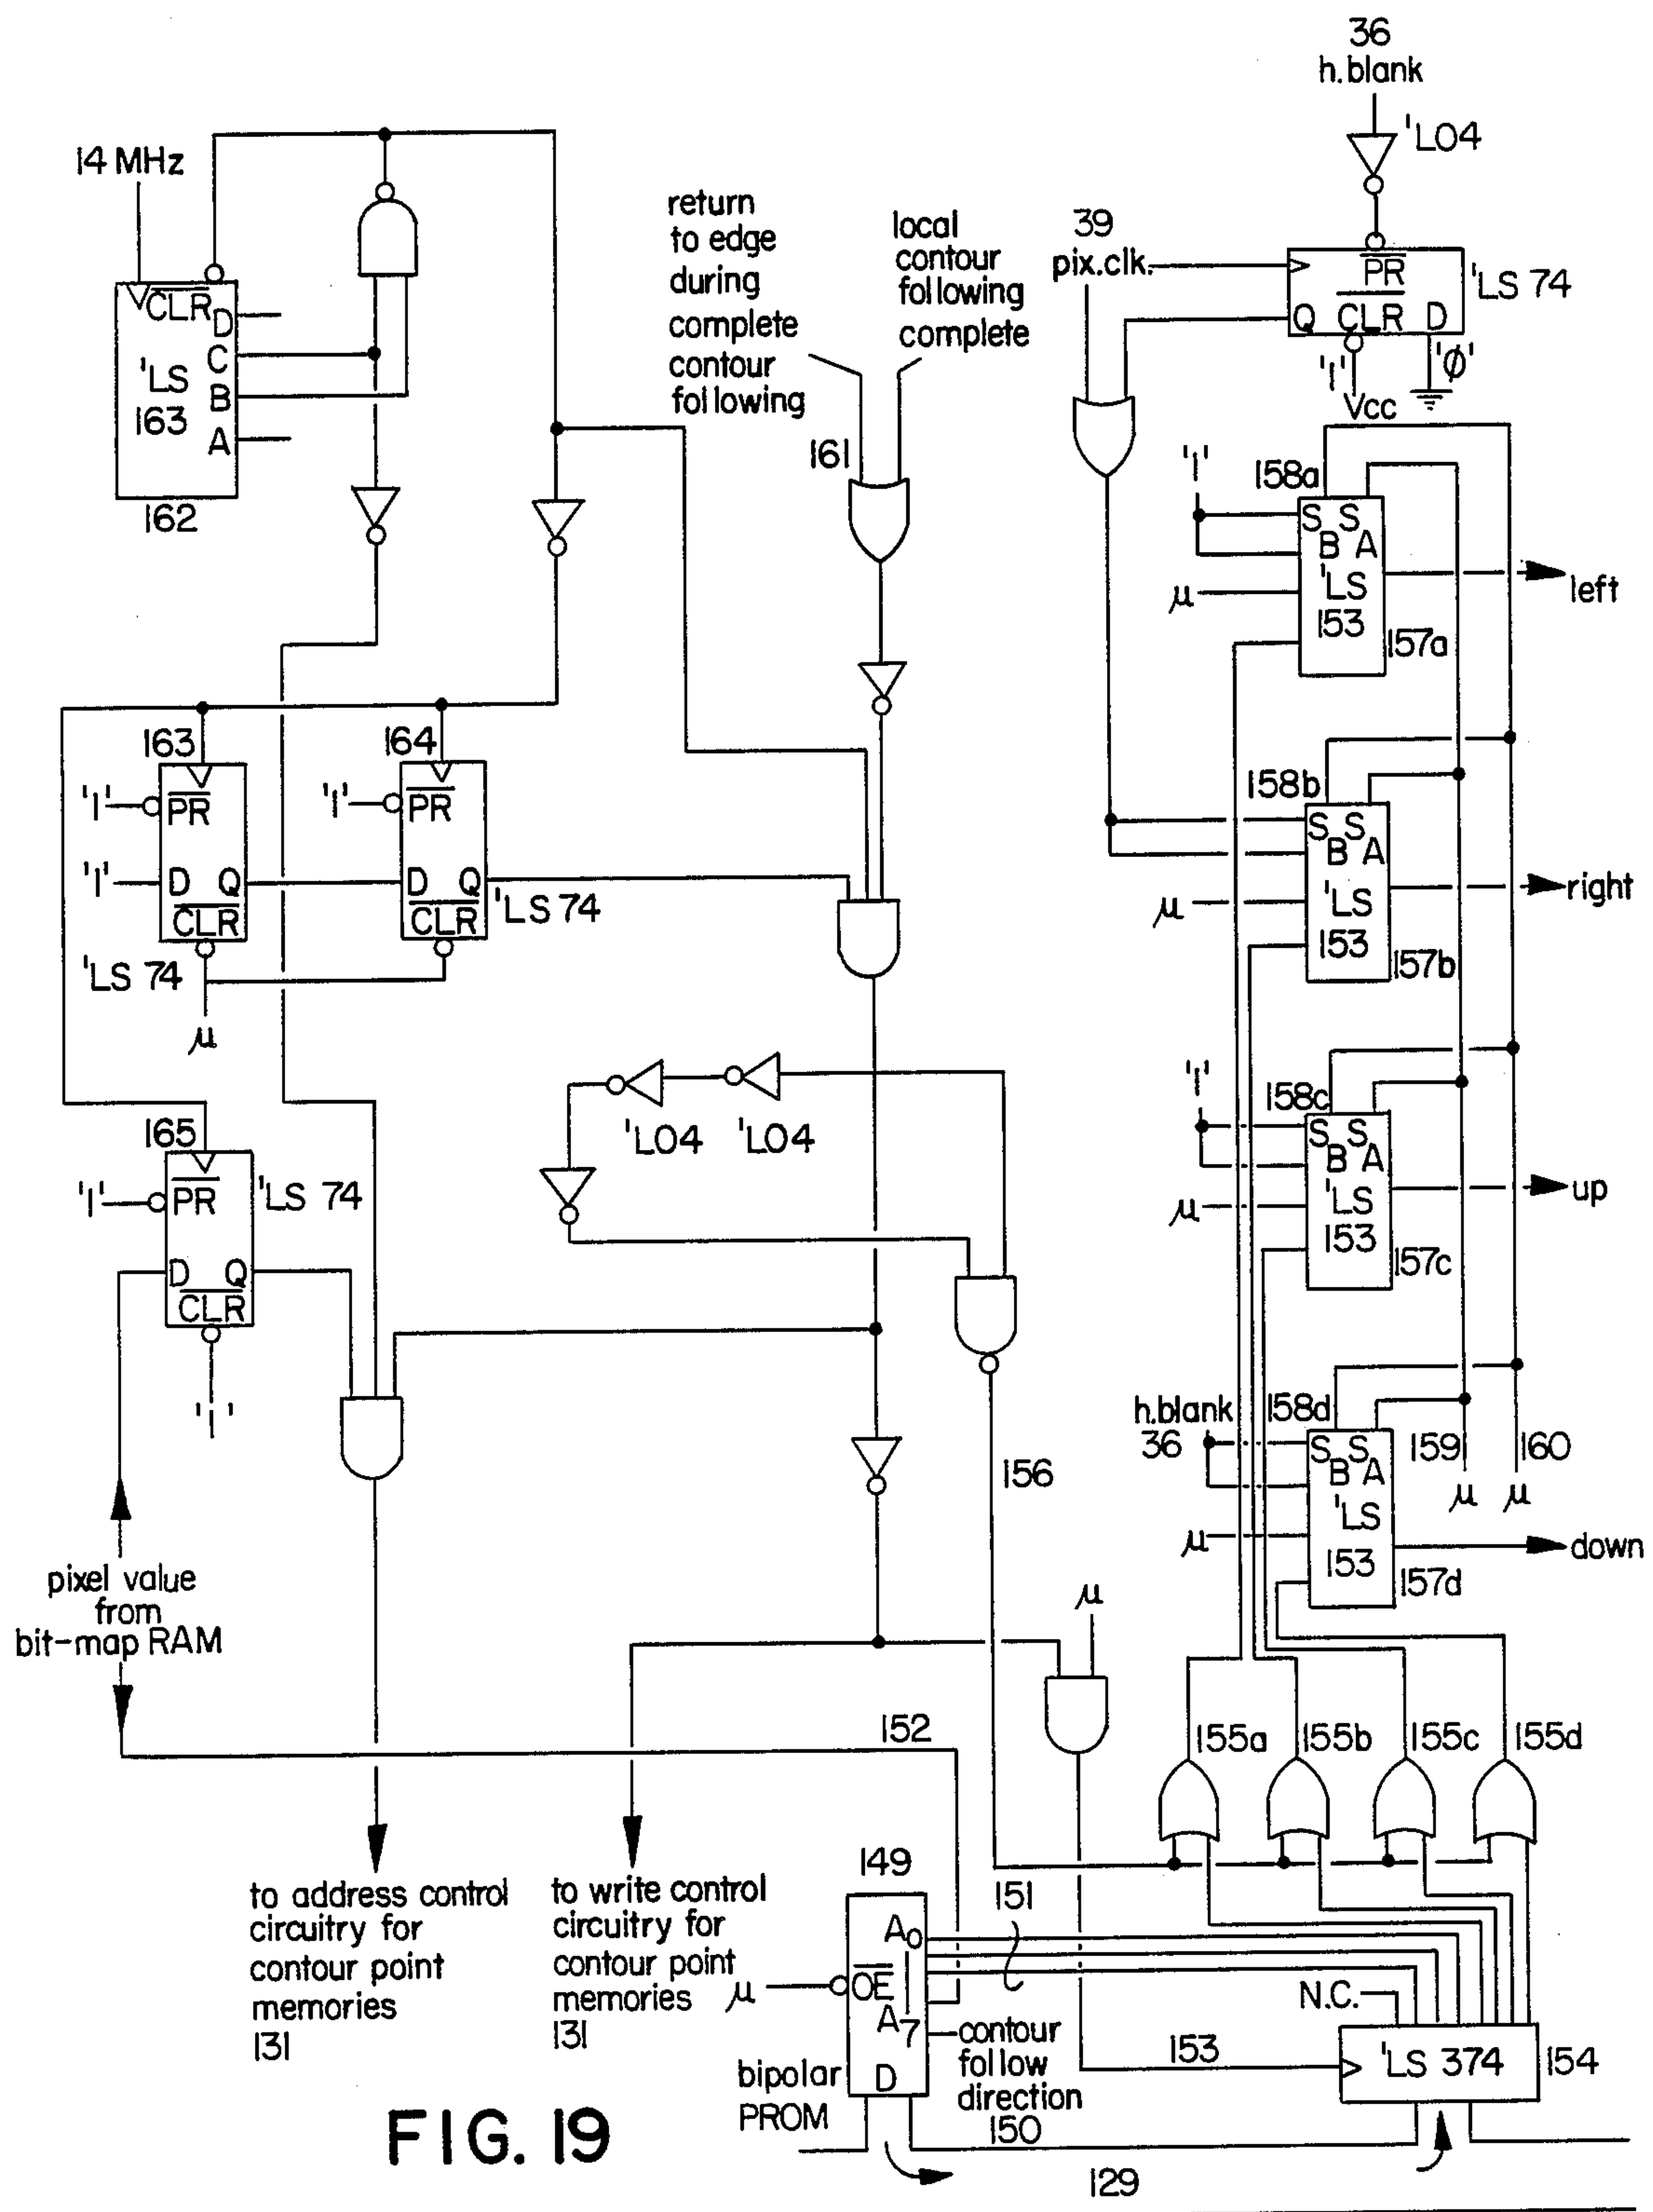 36
h.blank
'L04
14 MHz
CLR
D
C
B
A
'LS
163
162
return
to edge
during
complete
contour
following
local
contour
following
complete
161
39
pix.clk.
PR
CLR
Q
D
'LS 74
'1'
Vcc
'Ø'
'1'
158a
S S
B A
'LS
153
157a
μ
left
158b
S S
B A
'LS
153
157b
μ
right
'1'
158c
S S
B A
'LS
153
157c
μ
up
h.blank
36
158d
S S
B A
'LS
153
157d
μ
down
159
160
μ
μ
163
'1'
PR
'1'
D Q
CLR
'LS 74
μ
164
'1'
PR
D Q
CLR
'LS 74
165
'1'
PR
'LS 74
D Q
CLR
'1'
'L04
'L04
156
pixel value
from
bit-map RAM
μ
152
155a
155b
155c
155d
to address control
circuitry for
contour point
memories
131
to write control
circuitry for
contour point
memories
131
149
A0
OE
A7
D
μ
bipolar
PROM
151
contour
follow
direction
150
N.C.
153
'LS 374
154
129
FIG. 19